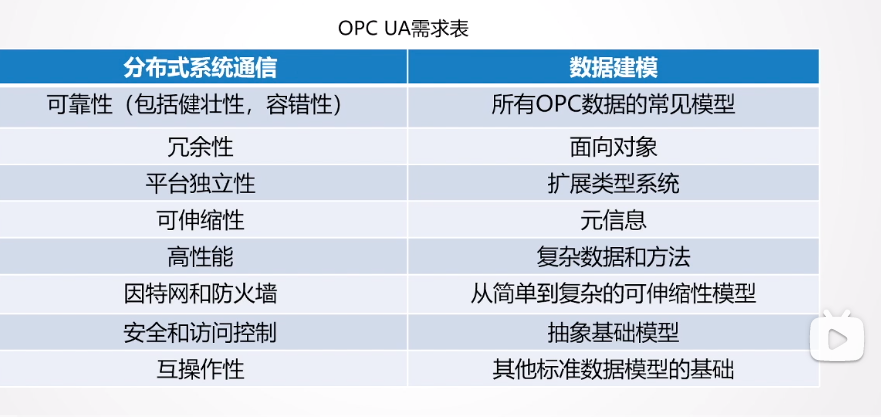 OPC UA需求表
分布式系统通信 数据建模
可靠性（包括健壮性，容错性） 所有OPC数据的常见模型
冗余性 面向对象
平台独立性 扩展类型系统
可伸缩性 元信息
高性能 复杂数据和方法
因特网和防火墙 从简单到复杂的可伸缩性模型
安全和访问控制 抽象基础模型
互操作性 其他标准数据模型的基础